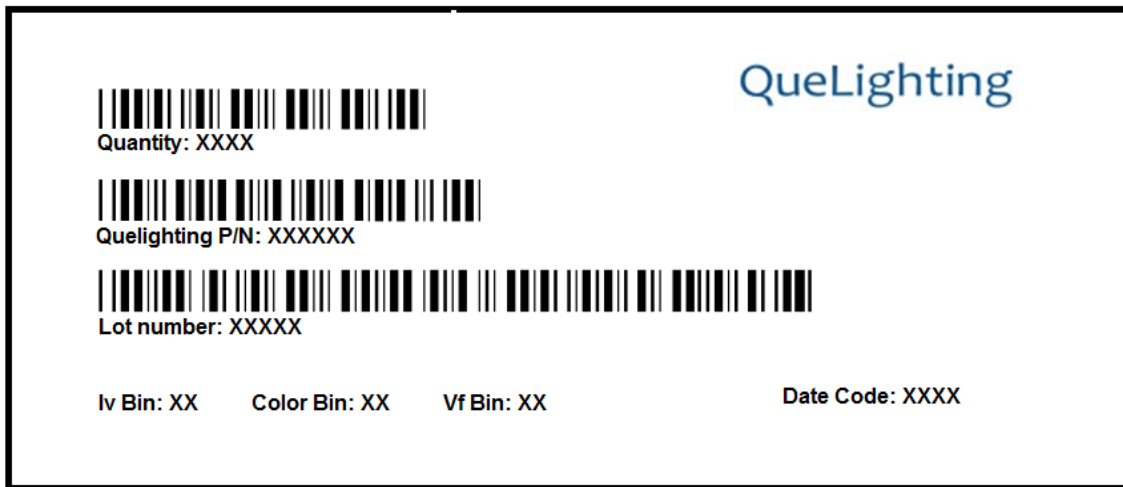 QueLighting
Quantity: XXXX
Quelighting P/N: XXXXXX
Lot number: XXXXX
Iv Bin: XX Color Bin: XX Vf Bin: XX Date Code: XXXX